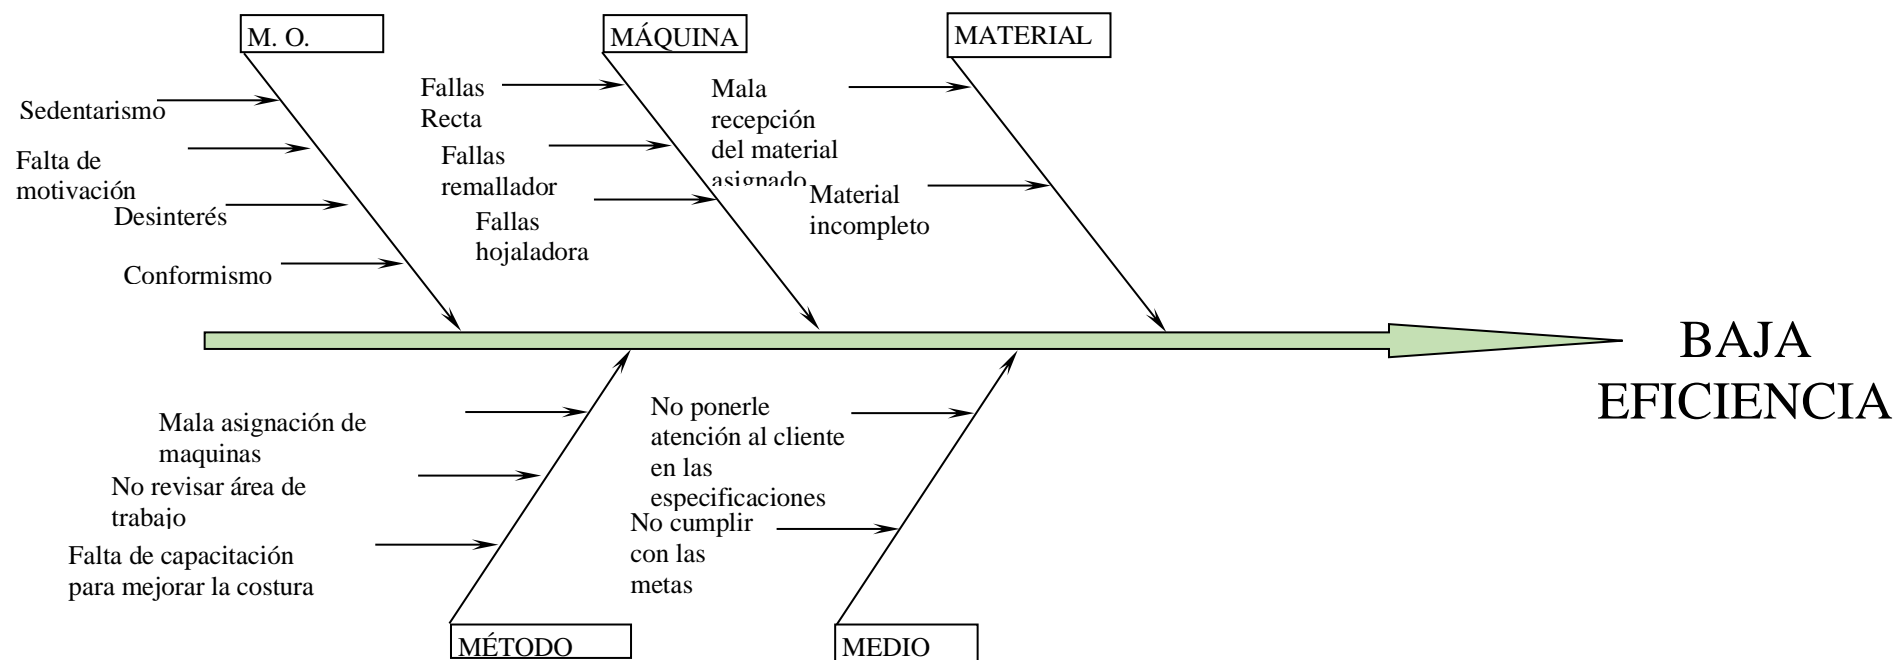 M. O.
MÁQUINA
MATERIAL
Sedentarismo
Falta de
motivación
Desinterés
Conformismo
Fallas
Recta
Fallas
remallador
Fallas
hojaladora
Mala
recepción
del material
asignado
Material
incompleto
BAJA
EFICIENCIA
Mala asignación de
maquinas
No revisar área de
trabajo
Falta de capacitación
para mejorar la costura
No ponerle
atención al cliente
en las
especificaciones
No cumplir
con las
metas
MÉTODO
MEDIO